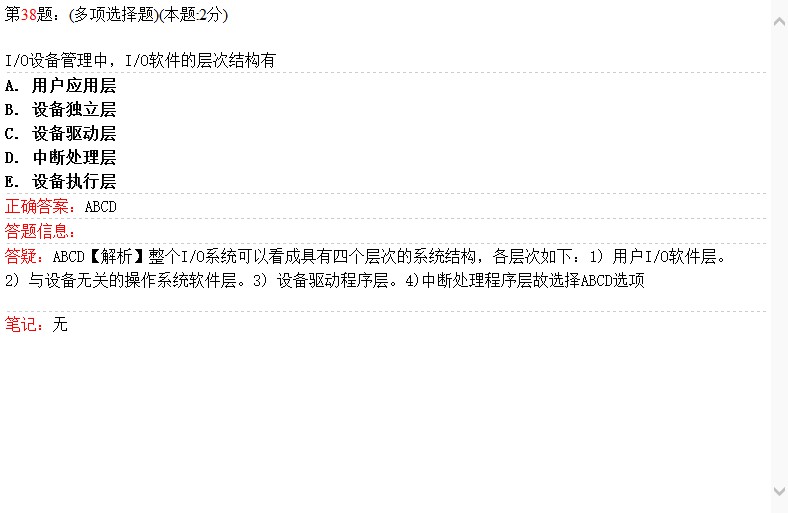 第38题: (多项选择题)(本题:2分)
I/O设备管理中，I/O软件的层次结构有
A. 用户应用层
B. 设备独立层
C. 设备驱动层
D. 中断处理层
E. 设备执行层
正确答案：ABCD
答题信息：
答疑：ABCD【解析】整个I/O系统可以看成具有四个层次的系统结构，各层次如下：1) 用户I/O软件层。
2) 与设备无关的操作系统软件层。3) 设备驱动程序层。4)中断处理程序层故选择ABCD选项
笔记：无